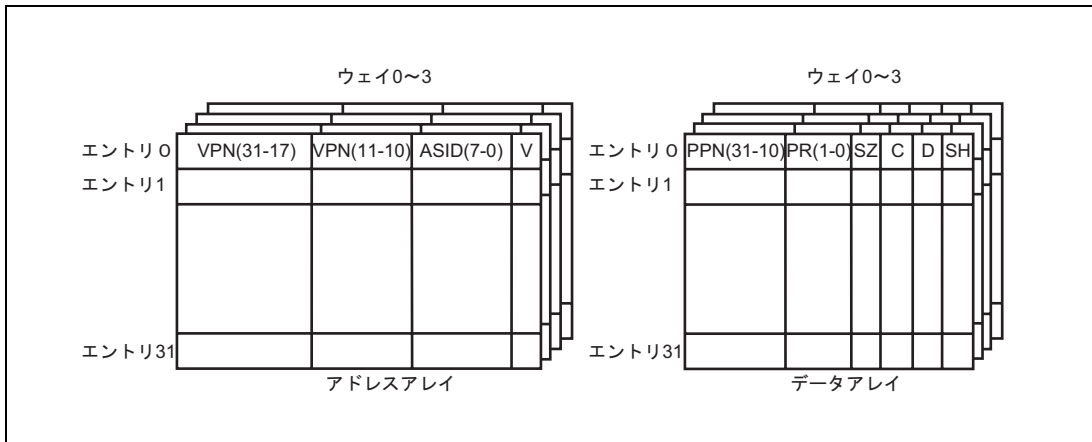 ウェイ0～3
エントリ0 VPN(31-17) VPN(11-10) ASID(7-0) V
エントリ1
エントリ31
アドレスアレイ
ウェイ0～3
エントリ0 PPN(31-10) PR(1-0) SZ C D SH
エントリ1
エントリ31
データアレイ